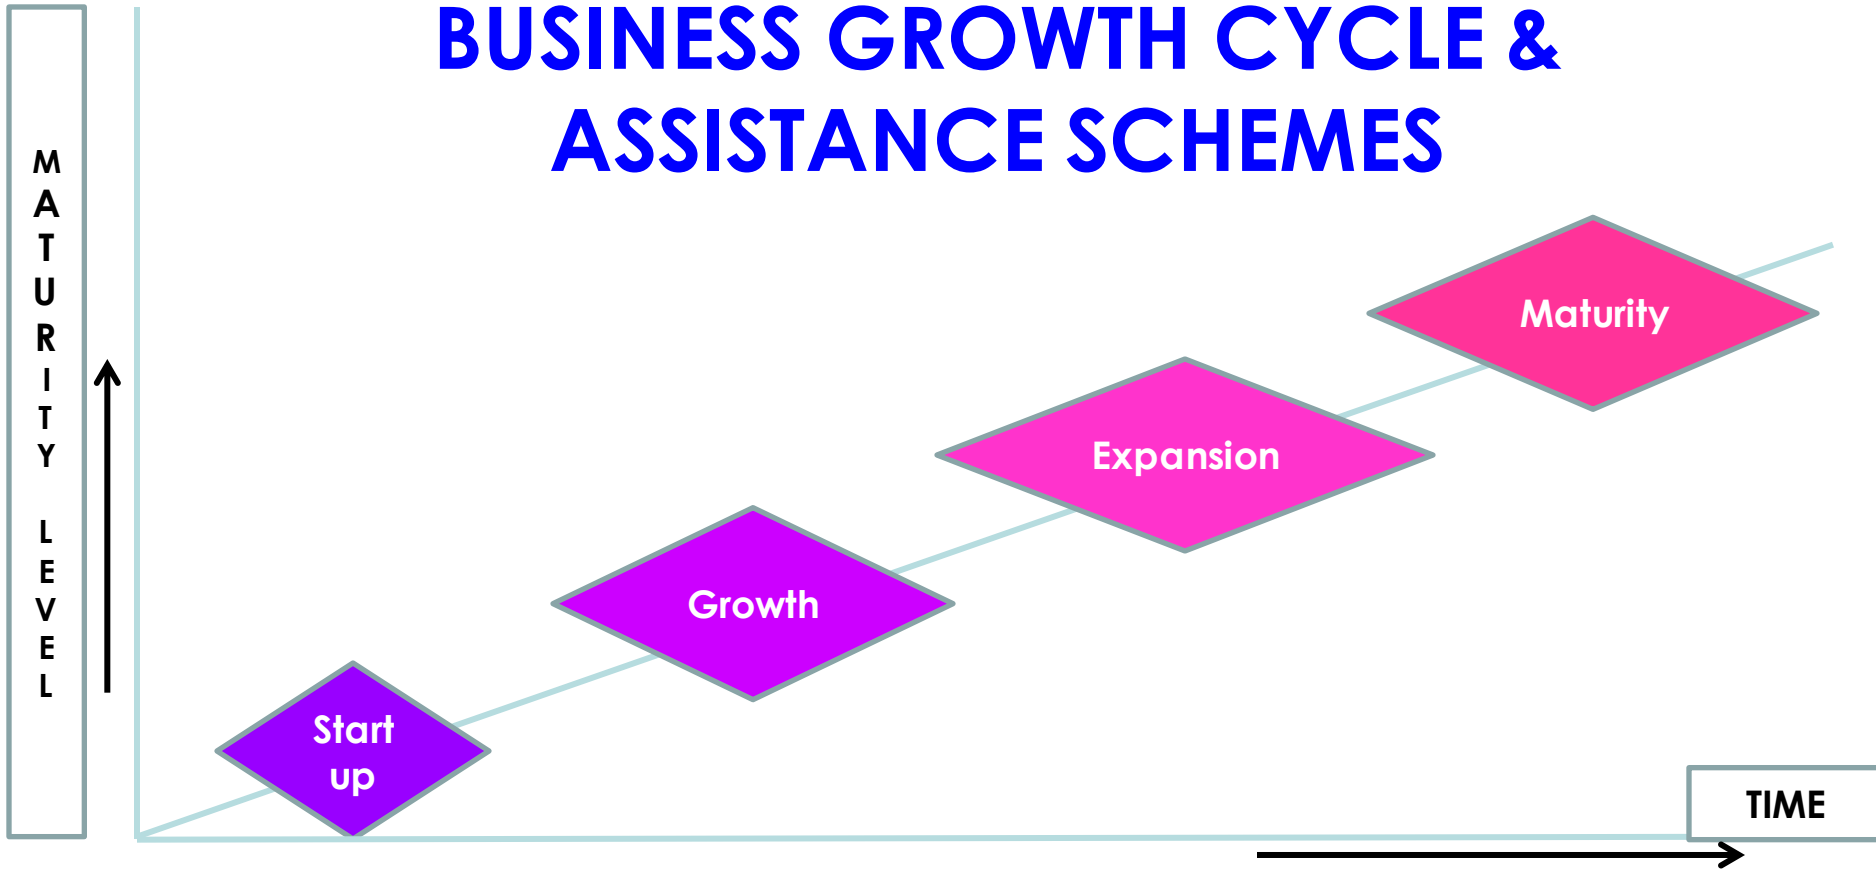 BUSINESS GROWTH CYCLE &
ASSISTANCE SCHEMES
MATURITY LEVEL
Maturity
Expansion
Growth
Start
up
TIME